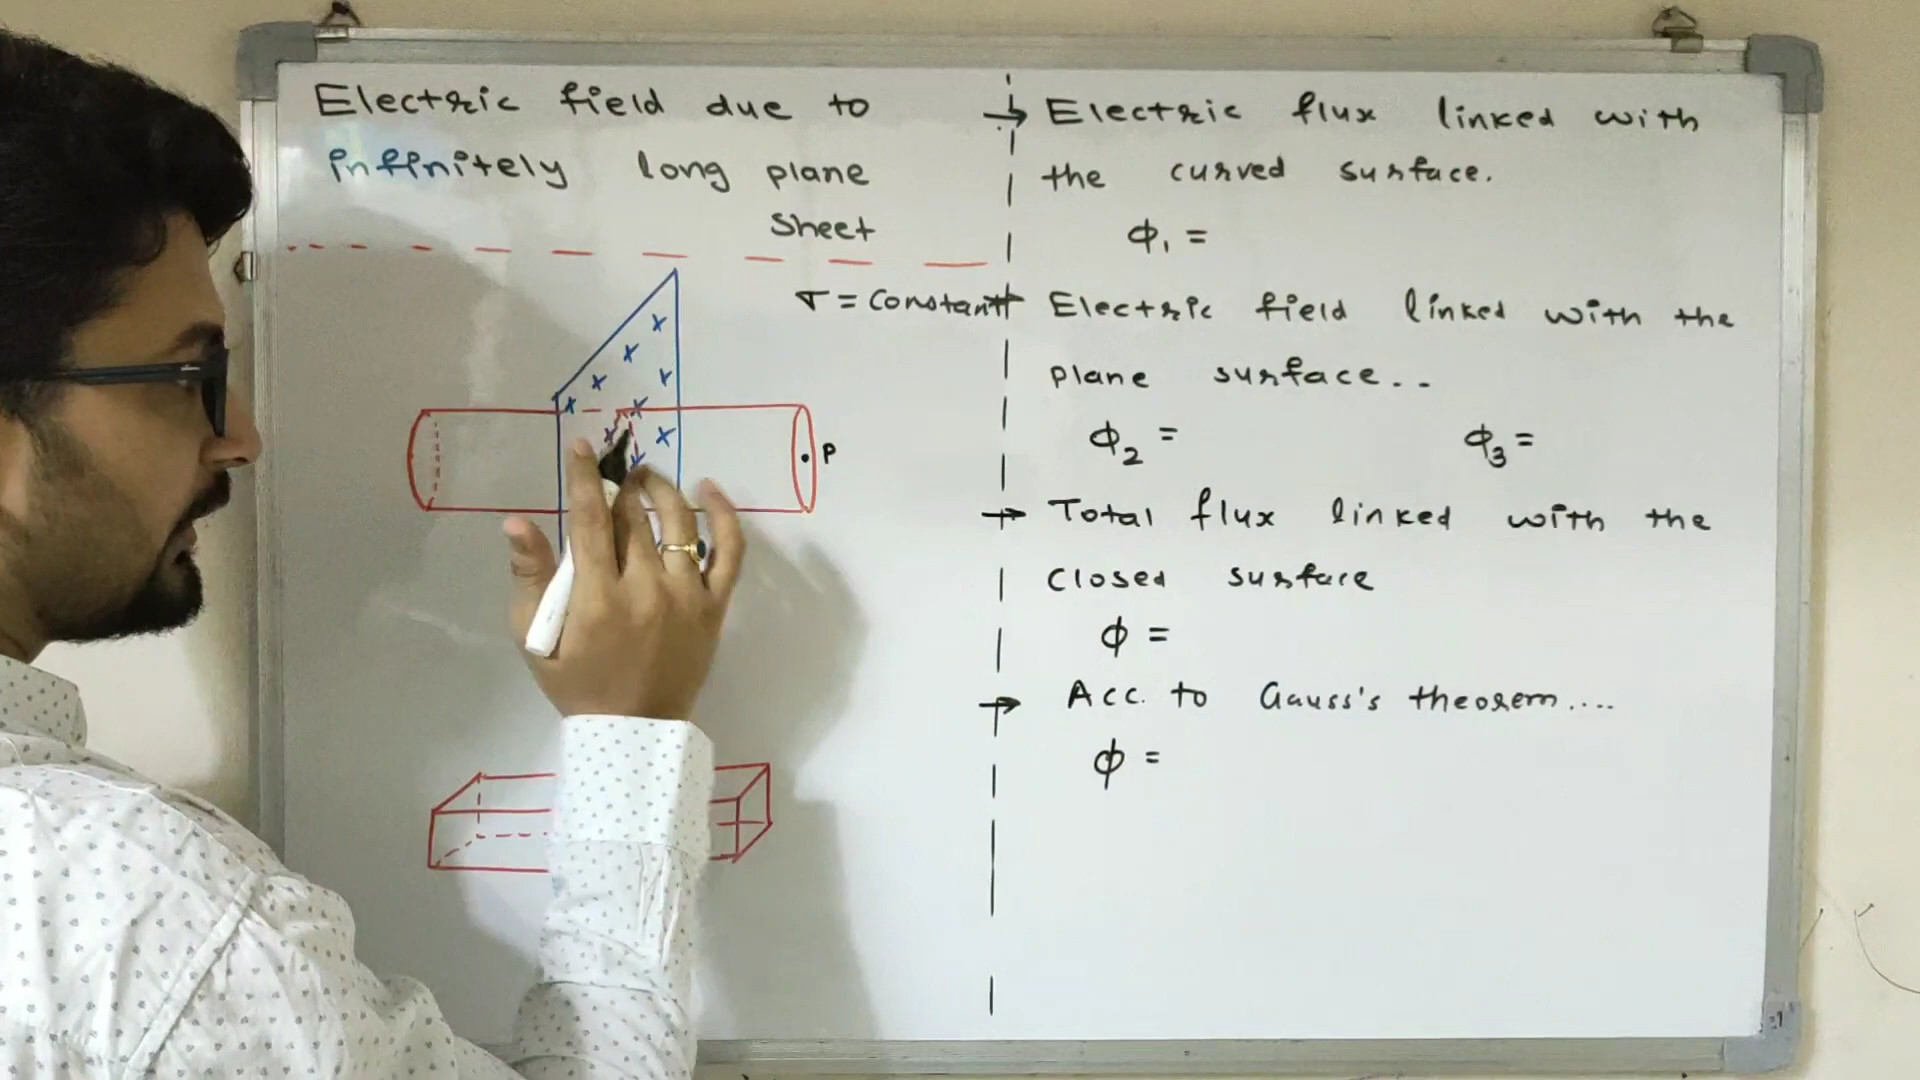 Electric field due to
infinitely long plane
Sheet
σ = Constant
P
→ Electric flux linked with
the curved surface.
ϕ₁ =
→ Electric field linked with the
plane surface..
ϕ₂ = ϕ₃ =
→ Total flux linked with the
Closed surface
ϕ =
→ Acc. to Gauss's theorem....
ϕ =